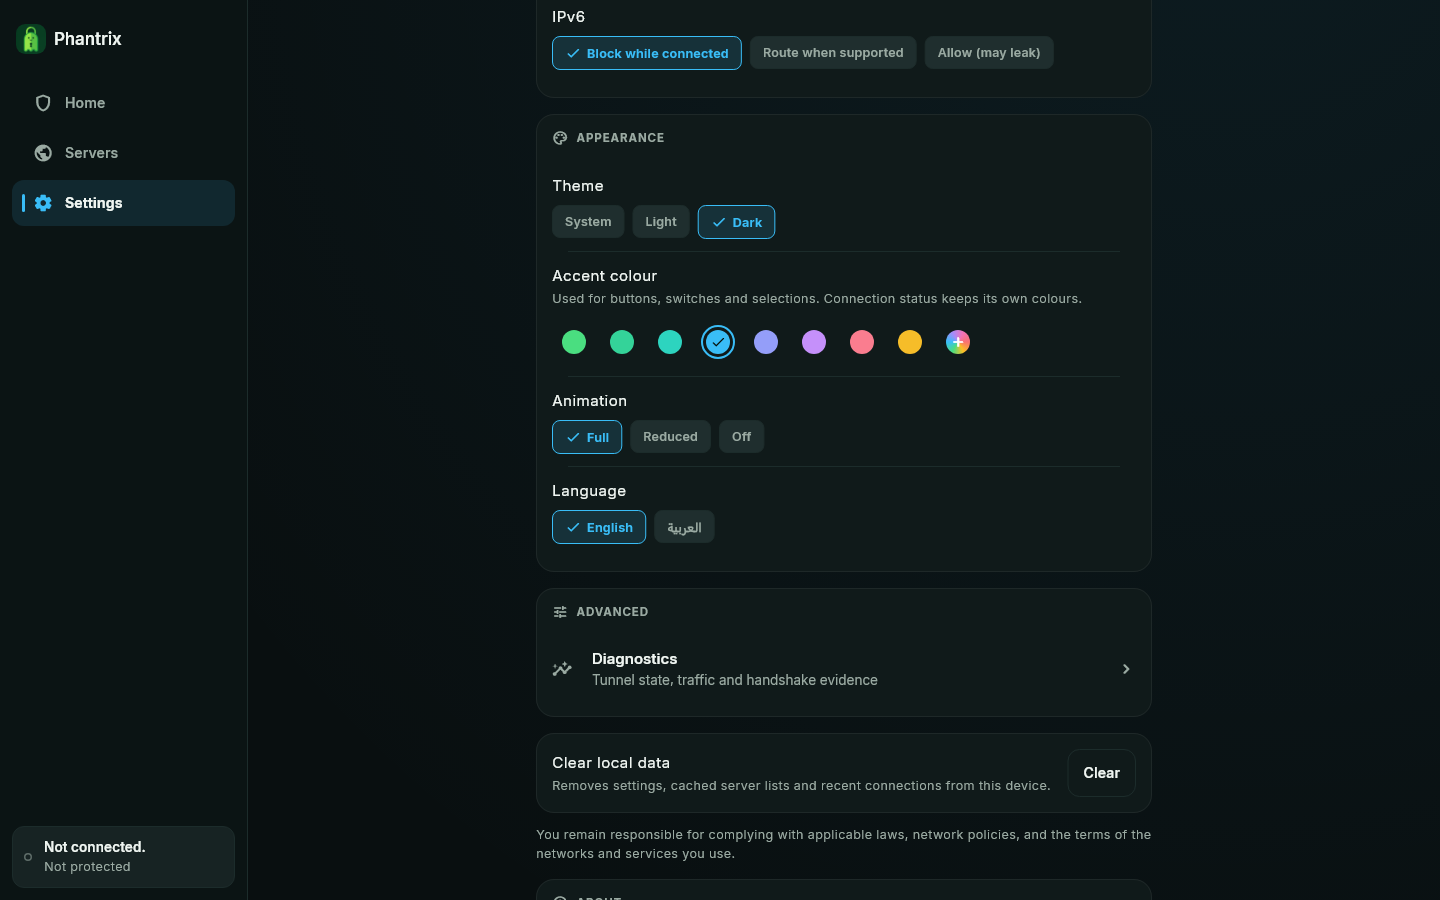 Phantrix
Home
Servers
Settings
Not connected.
Not protected
IPv6
Block while connected
Route when supported
Allow (may leak)
APPEARANCE
Theme
System
Light
Dark
Accent colour
Used for buttons, switches and selections. Connection status keeps its own colours.
Animation
Full
Reduced
Off
Language
English
العربية
ADVANCED
Diagnostics
Tunnel state, traffic and handshake evidence
Clear local data
Removes settings, cached server lists and recent connections from this device.
Clear
You remain responsible for complying with applicable laws, network policies, and the terms of the
networks and services you use.